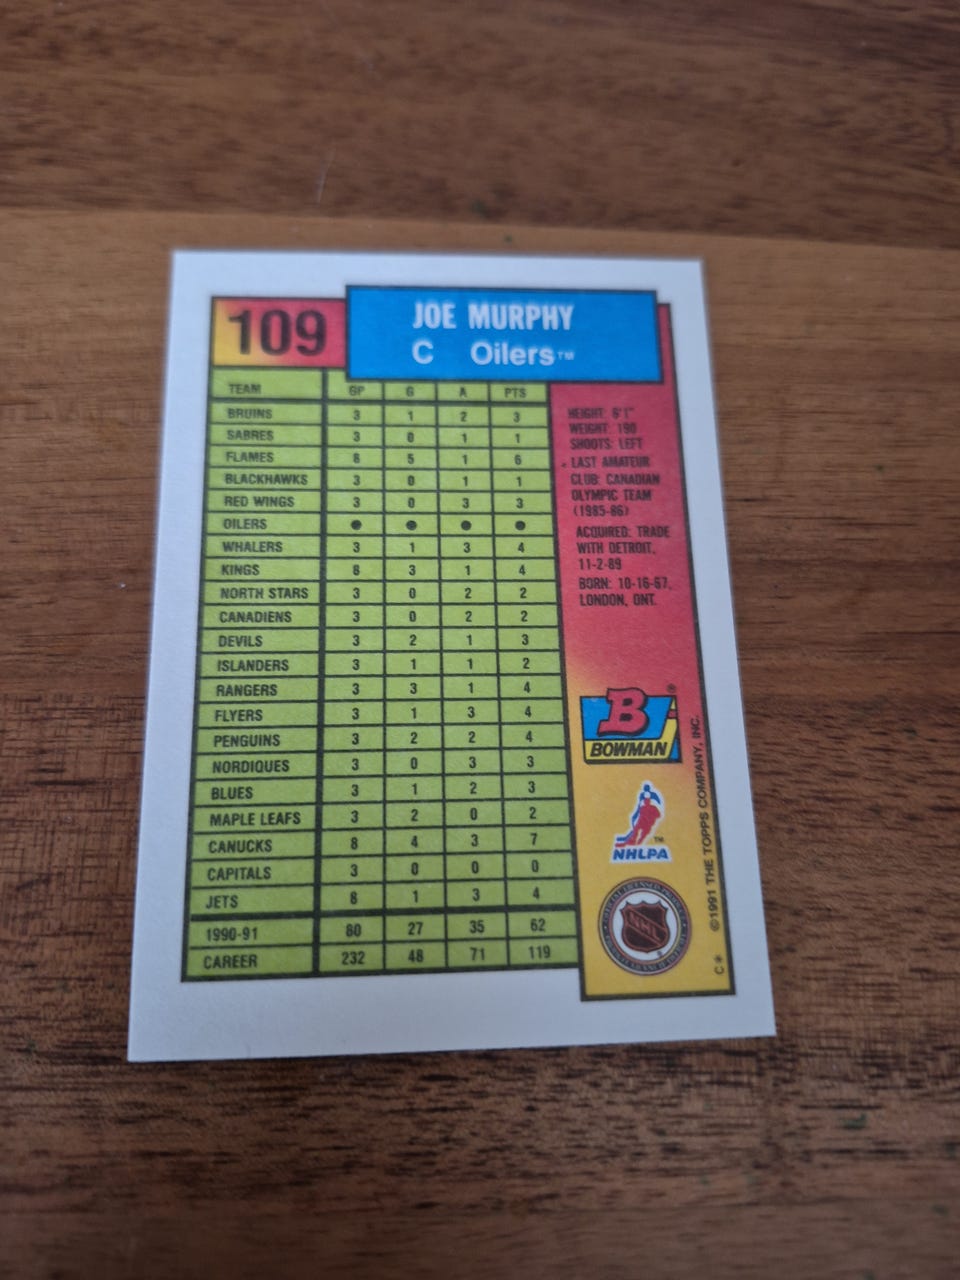 109
JOE MURPHY
C Oilers™
TEAM GP G A PTS
BRUINS 3 1 2 3
SABRES 3 0 1 1
FLAMES 8 5 1 6
BLACKHAWKS 3 0 1 1
RED WINGS 3 0 3 3
OILERS ● ● ● ●
WHALERS 3 1 3 4
KINGS 8 3 1 4
NORTH STARS 3 0 2 2
CANADIENS 3 0 2 2
DEVILS 3 2 1 3
ISLANDERS 3 1 1 2
RANGERS 3 3 1 4
FLYERS 3 1 3 4
PENGUINS 3 2 2 4
NORDIQUES 3 0 3 3
BLUES 3 1 2 3
MAPLE LEAFS 3 2 0 2
CANUCKS 8 4 3 7
CAPITALS 3 0 0 0
JETS 8 1 3 4
1990-91 80 27 35 62
CAREER 232 48 71 119
HEIGHT: 6'1"
WEIGHT: 190
SHOOTS: LEFT
LAST AMATEUR
CLUB: CANADIAN
OLYMPIC TEAM
(1985-86)
ACQUIRED: TRADE
WITH DETROIT,
11-2-89
BORN: 10-16-67,
LONDON, ONT.
B®
BOWMAN
™
NHLPA
NHL
©1991 THE TOPPS COMPANY, INC.
C*